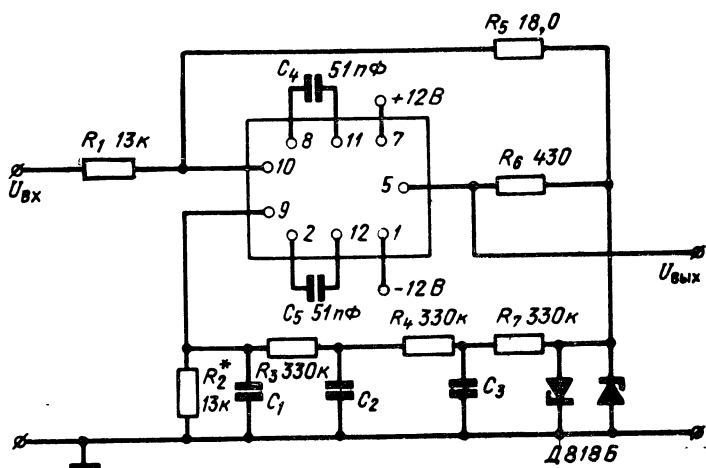 R5 18,0
C4 51пФ
+12В
R1 13к
8 11 7
R6 430
10
5
Uвх
9
2 12 1
Uвых
-12В
C5 51пФ
R4 330к
R7 330к
R2* 13к
R3 330к
C1
C2
C3
Д818Б